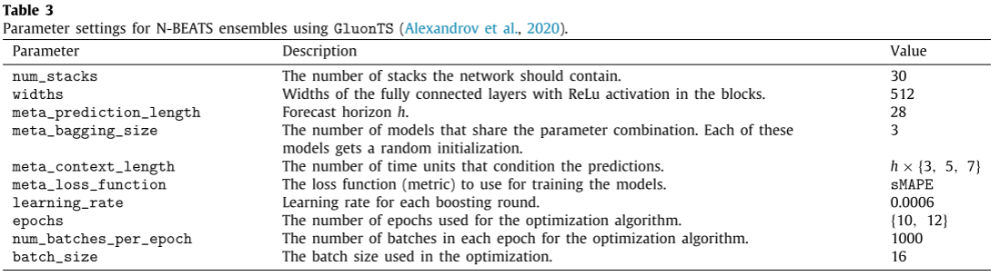 Table 3
Parameter settings for N-BEATS ensembles using GluonTS (Alexandrov et al., 2020).
Parameter Description Value
num_stacks The number of stacks the network should contain. 30
widths Widths of the fully connected layers with ReLu activation in the blocks. 512
meta_prediction_length Forecast horizon h. 28
meta_bagging_size The number of models that share the parameter combination. Each of these 3
models gets a random initialization.
meta_context_length The number of time units that condition the predictions. h × {3, 5, 7}
meta_loss_function The loss function (metric) to use for training the models. sMAPE
learning_rate Learning rate for each boosting round. 0.0006
epochs The number of epochs used for the optimization algorithm. {10, 12}
num_batches_per_epoch The number of batches in each epoch for the optimization algorithm. 1000
batch_size The batch size used in the optimization. 16